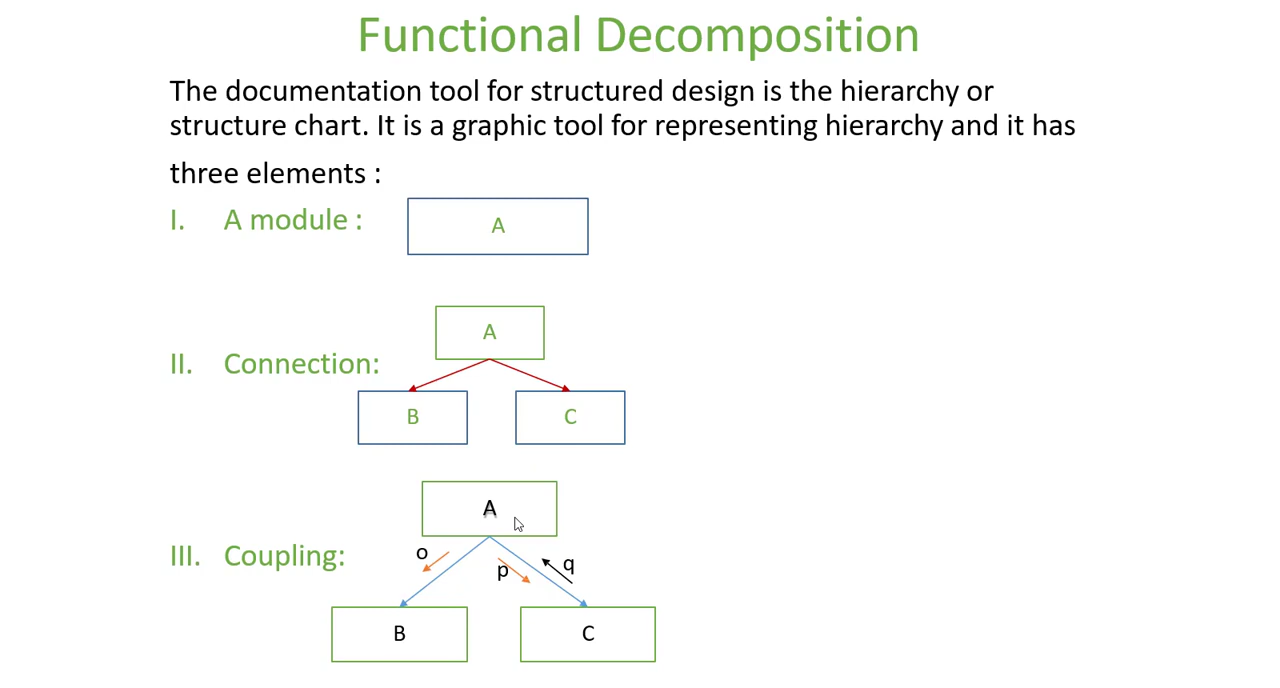 Functional Decomposition
The documentation tool for structured design is the hierarchy or
structure chart. It is a graphic tool for representing hierarchy and it has
three elements :
I. A module :
A
A
II. Connection:
B C
A
III. Coupling:
o
p q
B C